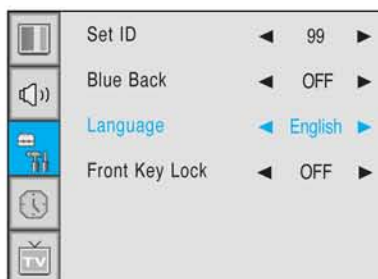 Set ID ◀ 99 ▶
Blue Back ◀ OFF ▶
Language ◀ English ▶
Front Key Lock ◀ OFF ▶
TV